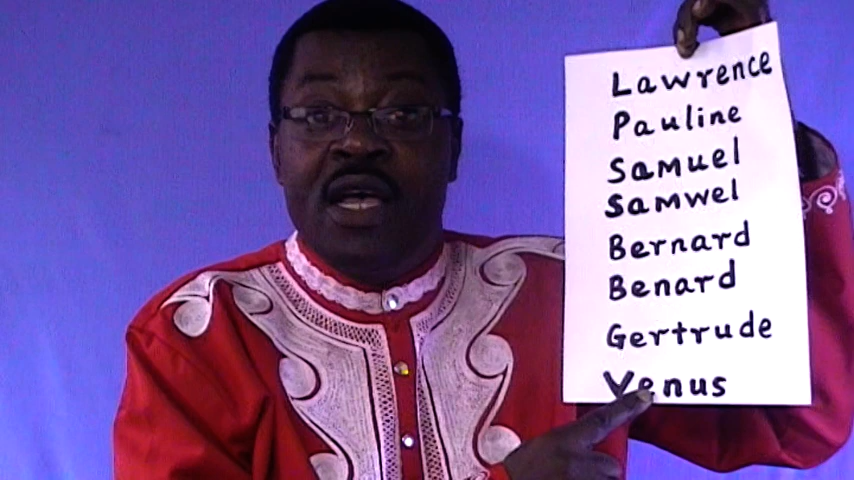 Lawrence
Pauline
Samuel
Samwel
Bernard
Benard
Gertrude
Venus